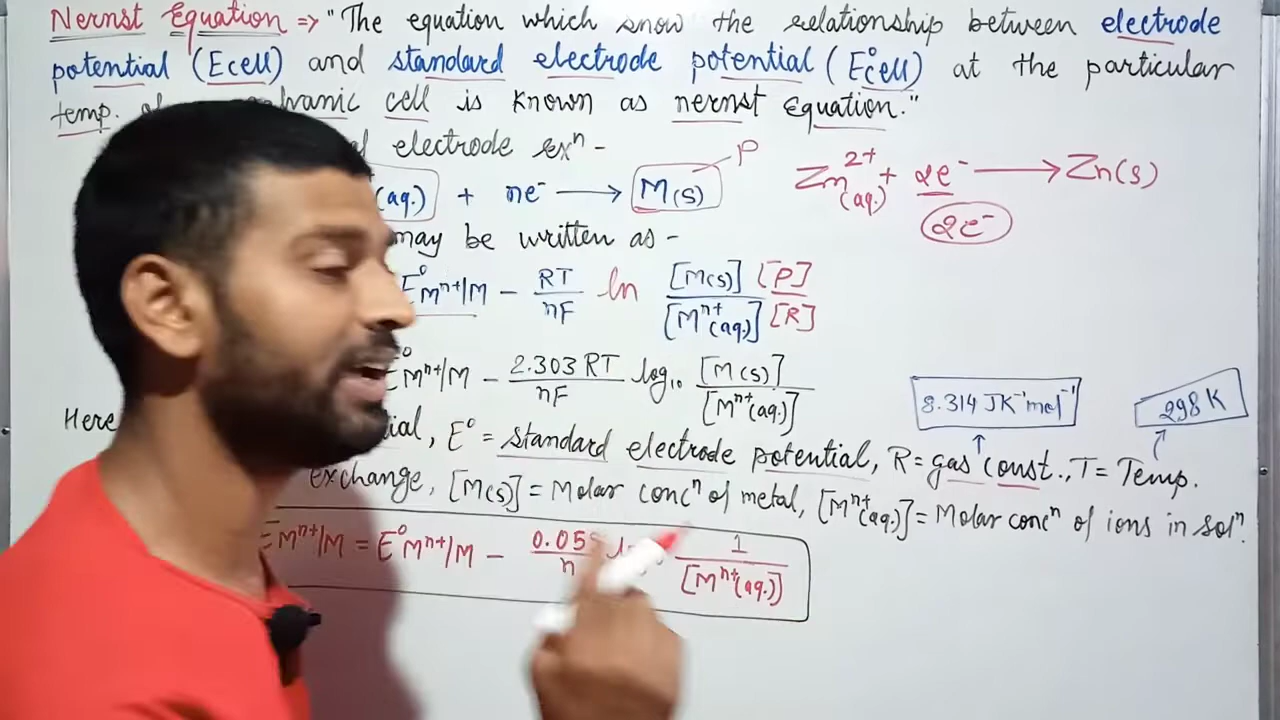 Nernst Equation => "The equation which show the relationship between electrode
potential (Ecell) and standard electrode potential (E°cell) at the particular
temp. cell is known as nernst Equation."
electrode exⁿ -
(aq.) + ne⁻ ⟶ M(s) P Zn²⁺(aq.) + 2e⁻ ⟶ Zn(s)
2e⁻
may be written as -
E°Mⁿ⁺/M - RT/nF ln [M(s)]/[Mⁿ⁺(aq.)] [P]/[R]
E°Mⁿ⁺/M - 2.303 RT/nF log₁₀ [M(s)]/[Mⁿ⁺(aq.)]
8.314 JK⁻¹mol⁻¹ 298 K
Here , E° = standard electrode potential, R = gas const., T = Temp.
exchange, [M(s)] = Molar concⁿ of metal, [Mⁿ⁺(aq.)] = Molar concⁿ of ions in solⁿ.
EMⁿ⁺/M = E°Mⁿ⁺/M - 0.05 /n 1/[Mⁿ⁺(aq.)]